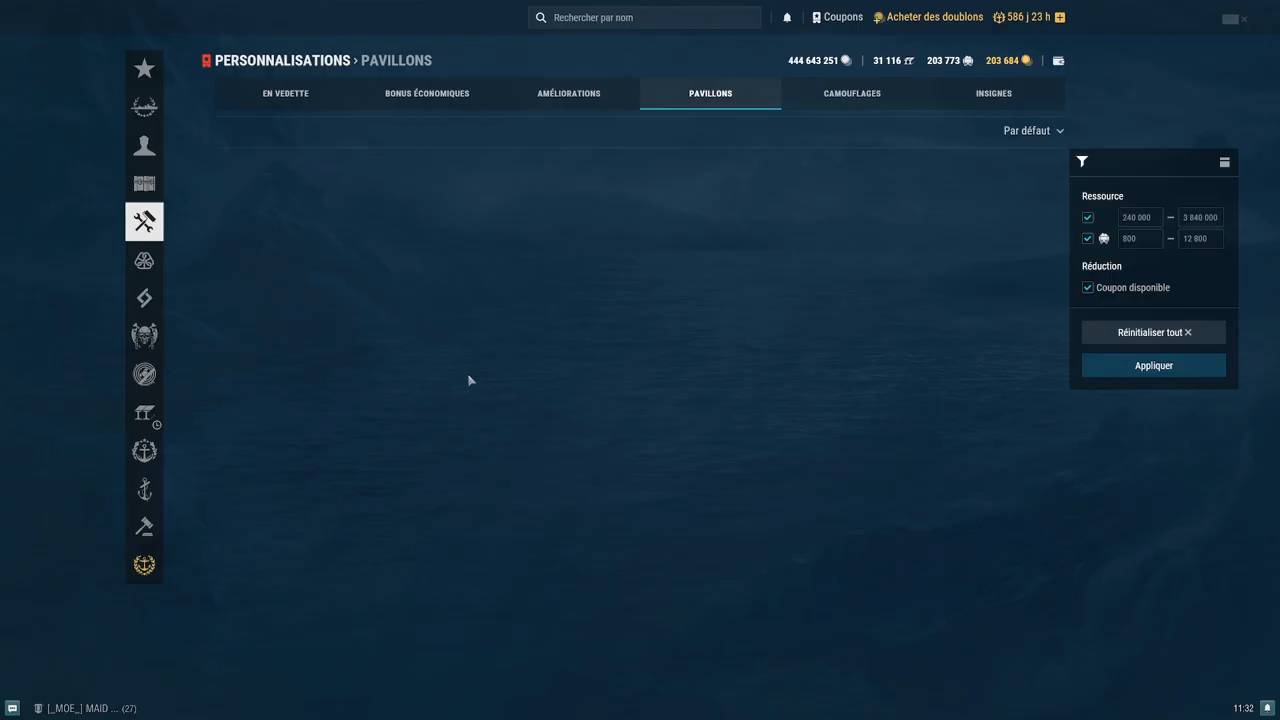 Rechercher par nom
Coupons
Acheter des doublons
586 j 23 h
PERSONNALISATIONS › PAVILLONS
444 643 251
31 116
203 773
203 684
EN VEDETTE
BONUS ÉCONOMIQUES
AMÉLIORATIONS
PAVILLONS
CAMOUFLAGES
INSIGNES
Par défaut
Ressource
240 000 – 3 840 000
800 – 12 800
Réduction
Coupon disponible
Réinitialiser tout ×
Appliquer
[_MOE_] MAID ... (27)
11:32